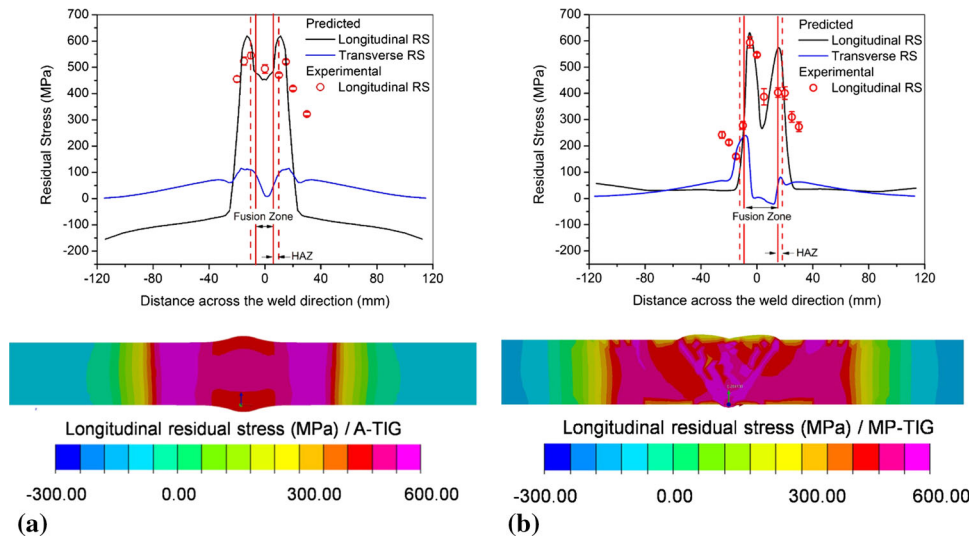 700
600
500
400
300
200
100
0
-100
-200
Residual Stress (MPa)
Predicted
Longitudinal RS
Transverse RS
Experimental
Longitudinal RS
Fusion Zone
HAZ
-120 -80 -40 0 40 80 120
Distance across the weld direction (mm)
700
600
500
400
300
200
100
0
-100
-200
Residual Stress (MPa)
Predicted
Longitudinal RS
Transverse RS
Experimental
Longitudinal RS
Fusion Zone
HAZ
-120 -80 -40 0 40 80 120
Distance across the weld direction (mm)
Longitudinal residual stress (MPa) / A-TIG
-300.00 0.00 300.00 600.00
(a)
Longitudinal residual stress (MPa) / MP-TIG
-300.00 0.00 300.00 600.00
(b)